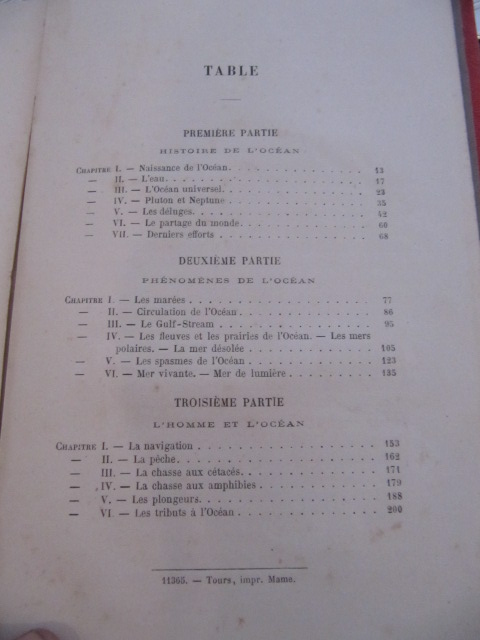 TABLE
PREMIÈRE PARTIE
HISTOIRE DE L'OCÉAN
CHAPITRE I. — Naissance de l'Océan. 13
— II. — L'eau. 17
— III. — L'Océan universel. 23
— IV. — Pluton et Neptune 35
— V. — Les déluges. 52
— VI. — Le partage du monde. 60
— VII. — Derniers efforts 68
DEUXIÈME PARTIE
PHÉNOMÈNES DE L'OCÉAN
CHAPITRE I. — Les marées 77
— II. — Circulation de l'Océan 86
— III. — Le Gulf-Stream 95
— IV. — Les fleuves et les prairies de l'Océan. — Les mers
polaires. — La mer désolée 105
— V. — Les spasmes de l'Océan 123
— VI. — Mer vivante. — Mer de lumière 135
TROISIÈME PARTIE
L'HOMME ET L'OCÉAN
CHAPITRE I. — La navigation 153
— II. — La pêche. 162
— III. — La chasse aux cétacés. 171
— IV. — La chasse aux amphibies 179
— V. — Les plongeurs. 188
— VI. — Les tributs à l'Océan 200
11365. — Tours, impr. Mame.